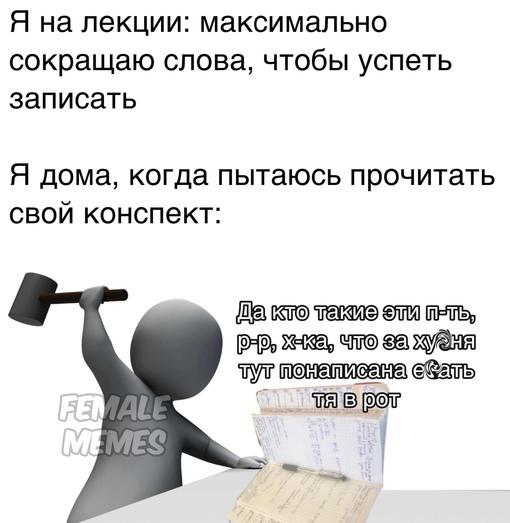 Я на лекции: максимально
сокращаю слова, чтобы успеть
записать
Я дома, когда пытаюсь прочитать
свой конспект:
Да кто такие эти п-ть,
р-р, х-ка, что за ху®ня
тут понаписана е®ать
тя в рот
FEMALE
MEMES